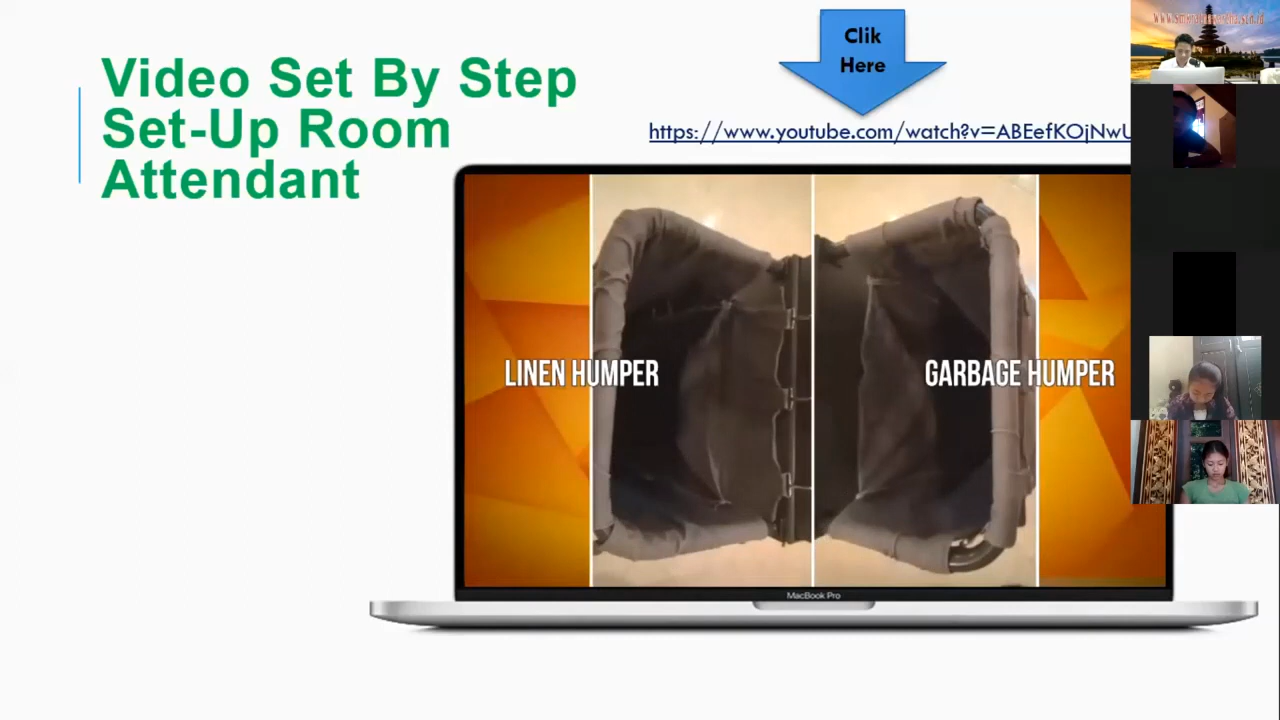 Video Set By Step
Set-Up Room
Attendant
Clik
Here
https://www.youtube.com/watch?v=ABEefKOjNwU
LINEN HUMPER
GARBAGE HUMPER
MacBook Pro